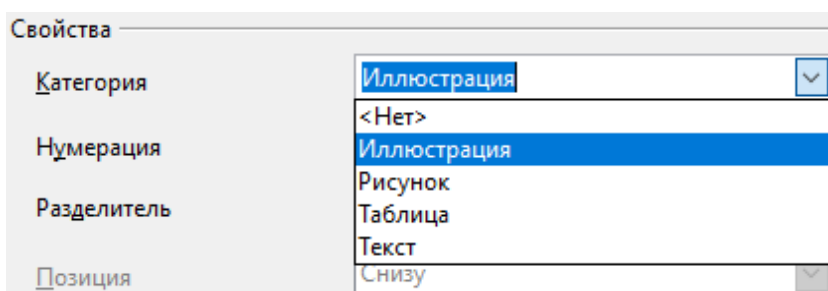 Свойства
Категория
Иллюстрация
<Нет>
Нумерация
Иллюстрация
Рисунок
Разделитель
Таблица
Текст
Позиция
Снизу